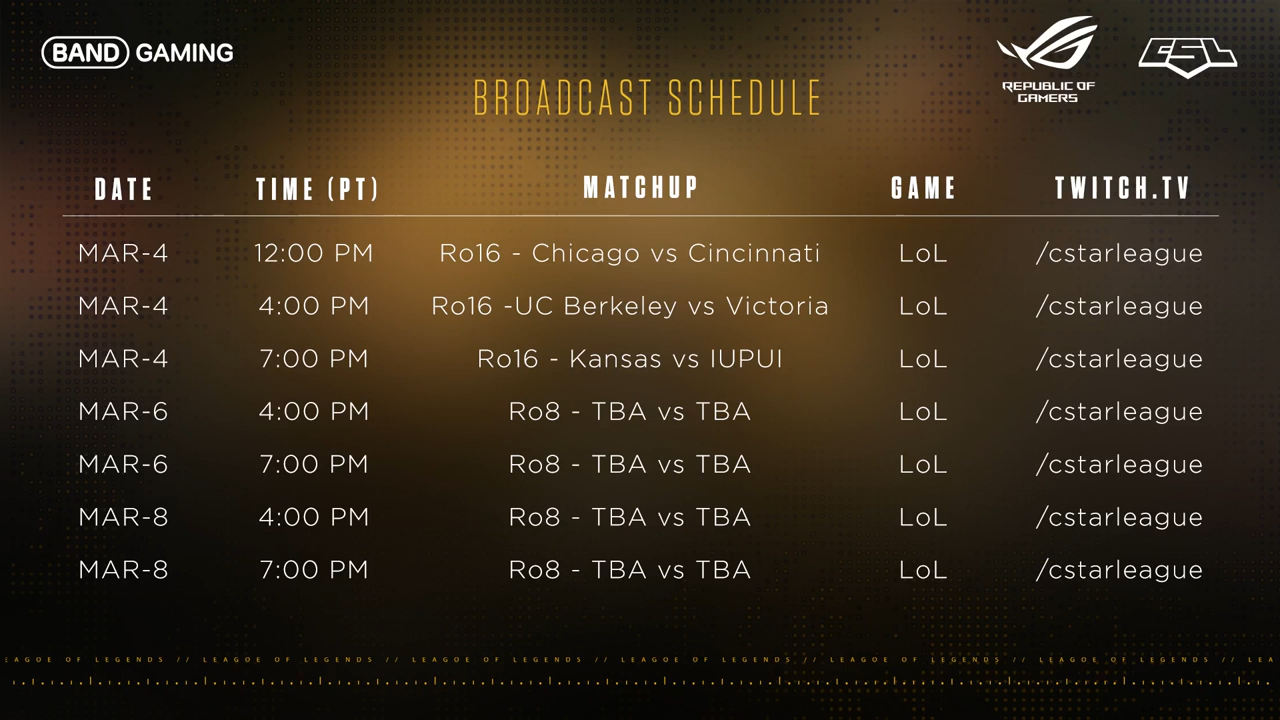 BAND GAMING
REPUBLIC OF
GAMERS
CSL
BROADCAST SCHEDULE
DATE TIME (PT) MATCHUP GAME TWITCH.TV
MAR-4 12:00 PM Ro16 - Chicago vs Cincinnati LoL /cstarleague
MAR-4 4:00 PM Ro16 -UC Berkeley vs Victoria LoL /cstarleague
MAR-4 7:00 PM Ro16 - Kansas vs IUPUI LoL /cstarleague
MAR-6 4:00 PM Ro8 - TBA vs TBA LoL /cstarleague
MAR-6 7:00 PM Ro8 - TBA vs TBA LoL /cstarleague
MAR-8 4:00 PM Ro8 - TBA vs TBA LoL /cstarleague
MAR-8 7:00 PM Ro8 - TBA vs TBA LoL /cstarleague
EAGOE OF LEGENDS // LEAGOE OF LEGENDS // LEAGOE OF LEGENDS // LEAGOE OF LEGENDS // LEAGOE OF LEGENDS // LEAGOE OF LEGENDS // LEA